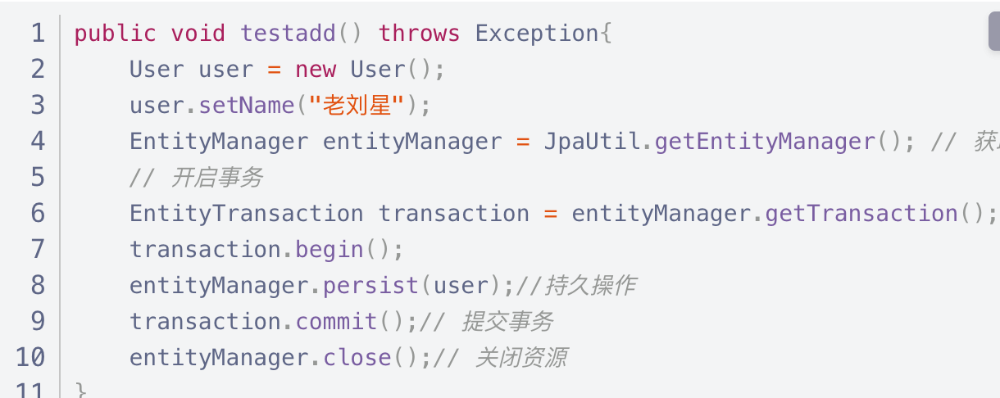 1 public void testadd() throws Exception{
2 User user = new User();
3 user.setName("老刘星");
4 EntityManager entityManager = JpaUtil.getEntityManager(); // 获
5 // 开启事务
6 EntityTransaction transaction = entityManager.getTransaction();
7 transaction.begin();
8 entityManager.persist(user);//持久操作
9 transaction.commit();// 提交事务
10 entityManager.close();// 关闭资源
11 }